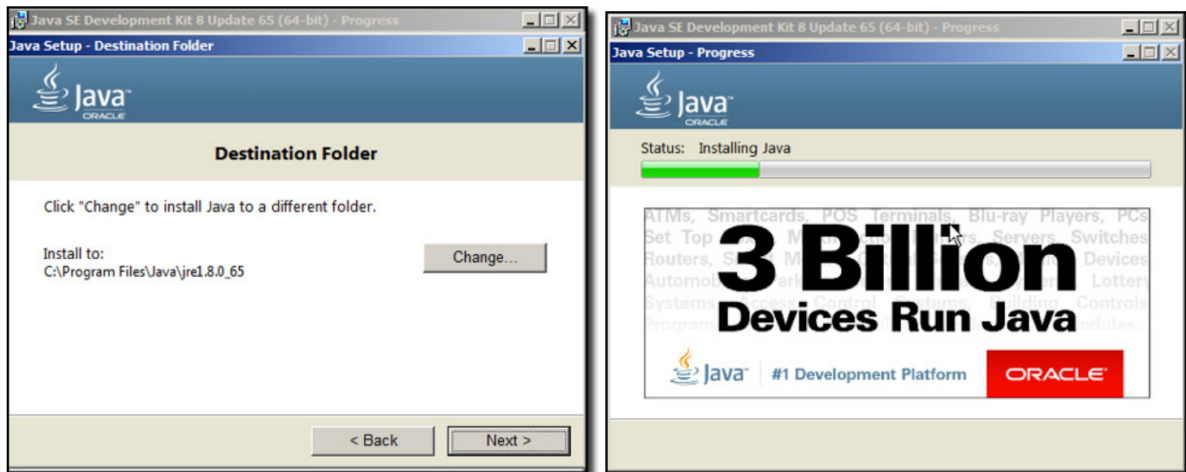 Java SE Development Kit 8 Update 65 (64-bit) - Progress
Java Setup - Destination Folder
Java
ORACLE
Destination Folder
Click "Change" to install Java to a different folder.
Install to:
C:\Program Files\Java\jre1.8.0_65
Change...
< Back
Next >
Java SE Development Kit 8 Update 65 (64-bit) - Progress
Java Setup - Progress
Java
ORACLE
Status: Installing Java
ATMs, Smartcards, POS Terminals, Blu-ray Players, PCs
Set Top Servers, Switches
Routers, Devices
Lottery
Systems, Access Control Systems, Building Controls
3 Billion
Devices Run Java
Java
#1 Development Platform
ORACLE